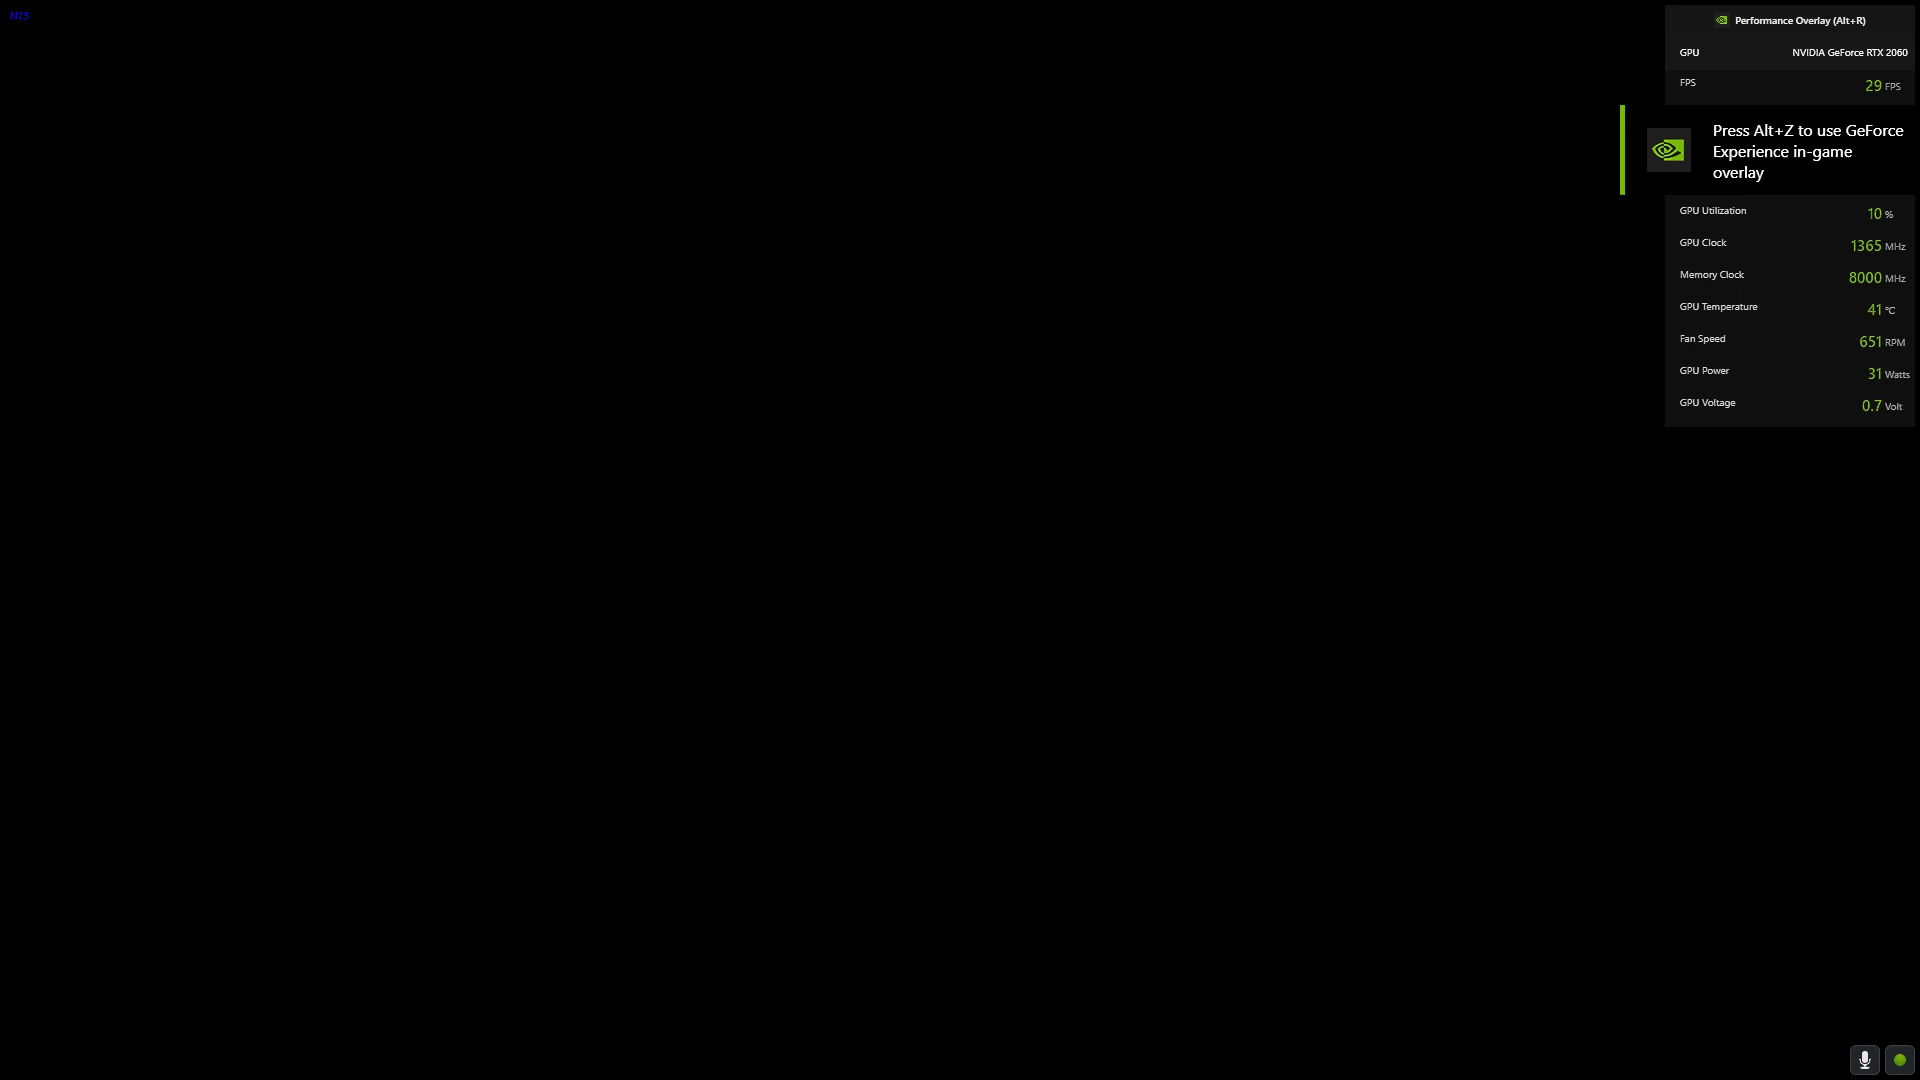 NIS
Performance Overlay (Alt+R)
GPU NVIDIA GeForce RTX 2060
FPS 29 FPS
Press Alt+Z to use GeForce
Experience in-game
overlay
GPU Utilization 10 %
GPU Clock 1365 MHz
Memory Clock 8000 MHz
GPU Temperature 41 °C
Fan Speed 651 RPM
GPU Power 31 Watts
GPU Voltage 0.7 Volt